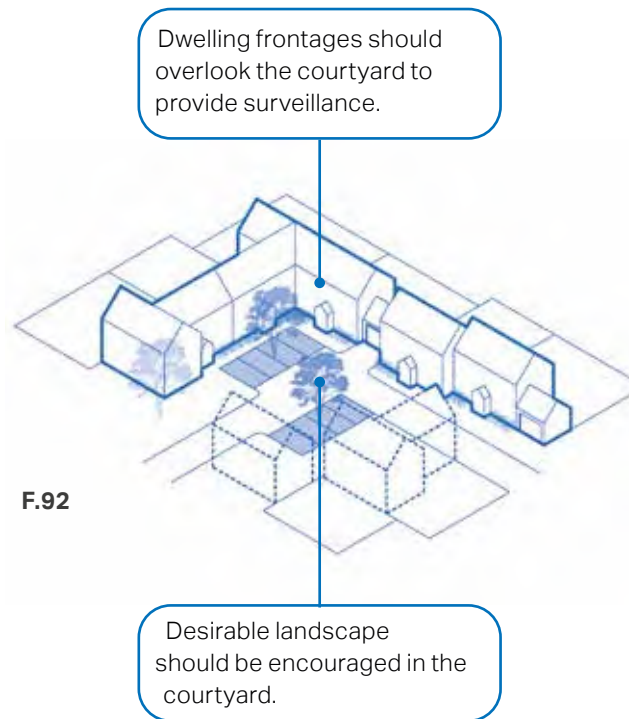 Dwelling frontages should
overlook the courtyard to
provide surveillance.
F.92
Desirable landscape
should be encouraged in the
courtyard.